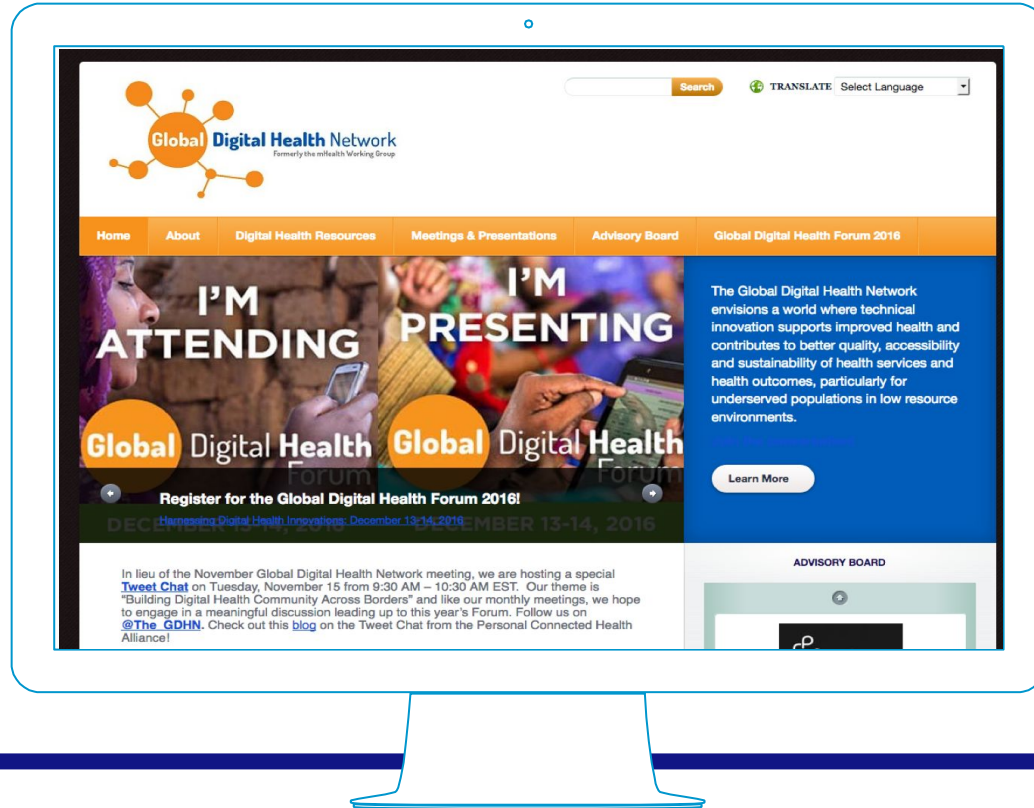 Search
TRANSLATE Select Language
Global Digital Health Network
Formerly the mHealth Working Group
Home About Digital Health Resources Meetings & Presentations Advisory Board Global Digital Health Forum 2016
I'M
ATTENDING
Global Digital Health
Forum
I'M
PRESENTING
Global Digital Health
Forum
Register for the Global Digital Health Forum 2016!
Harnessing Digital Health Innovations: December 13-14, 2016
DECEMBER 13-14, 2016
DECEMBER 13-14, 2016
The Global Digital Health Network
envisions a world where technical
innovation supports improved health and
contributes to better quality, accessibility
and sustainability of health services and
health outcomes, particularly for
underserved populations in low resource
environments.
Learn More
In lieu of the November Global Digital Health Network meeting, we are hosting a special
Tweet Chat on Tuesday, November 15 from 9:30 AM – 10:30 AM EST. Our theme is
“Building Digital Health Community Across Borders” and like our monthly meetings, we hope
to engage in a meaningful discussion leading up to this year's Forum. Follow us on
@The_GDHN. Check out this blog on the Tweet Chat from the Personal Connected Health
Alliance!
ADVISORY BOARD